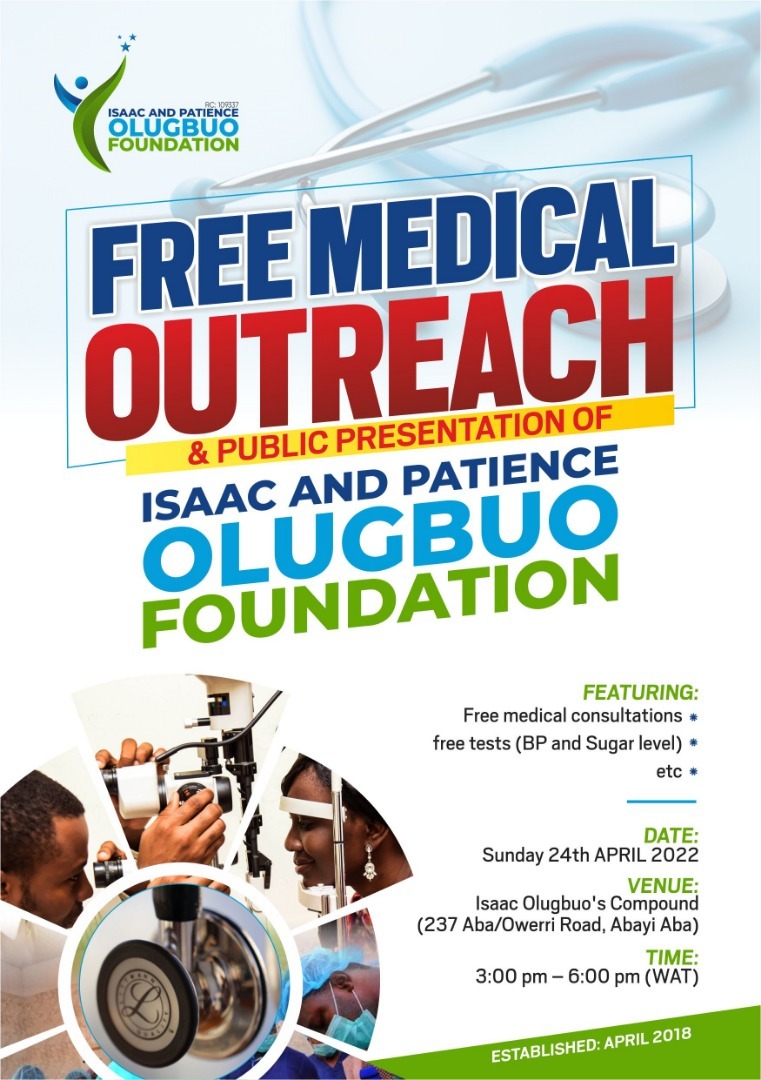 RC: 109337
ISAAC AND PATIENCE
OLUGBUO
FOUNDATION
FREE MEDICAL
OUTREACH
& PUBLIC PRESENTATION OF
ISAAC AND PATIENCE
OLUGBUO
FOUNDATION
FEATURING:
Free medical consultations *
free tests (BP and Sugar level) *
etc *
DATE:
Sunday 24th APRIL 2022
VENUE:
Isaac Olugbuo's Compound
(237 Aba/Owerri Road, Abayi Aba)
TIME:
3:00 pm – 6:00 pm (WAT)
ESTABLISHED: APRIL 2018